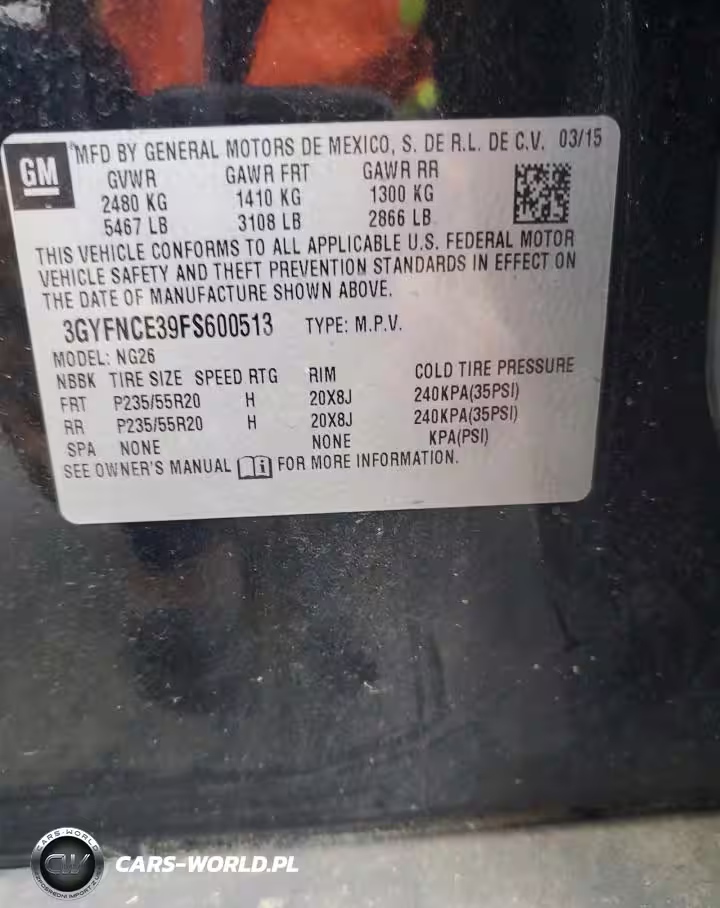 GM
MFD BY GENERAL MOTORS DE MEXICO, S. DE R.L. DE C.V. 03/15
GVWR GAWR FRT GAWR RR
2480 KG 1410 KG 1300 KG
5467 LB 3108 LB 2866 LB
THIS VEHICLE CONFORMS TO ALL APPLICABLE U.S. FEDERAL MOTOR
VEHICLE SAFETY AND THEFT PREVENTION STANDARDS IN EFFECT ON
THE DATE OF MANUFACTURE SHOWN ABOVE.
3GYFNCE39FS600513 TYPE: M.P.V.
MODEL: NG26
NBBK TIRE SIZE SPEED RTG RIM COLD TIRE PRESSURE
FRT P235/55R20 H 20X8J 240KPA(35PSI)
RR P235/55R20 H 20X8J 240KPA(35PSI)
SPA NONE NONE KPA(PSI)
SEE OWNER'S MANUAL FOR MORE INFORMATION.
CARS-WORLD
CW
CARS-WORLD.PL